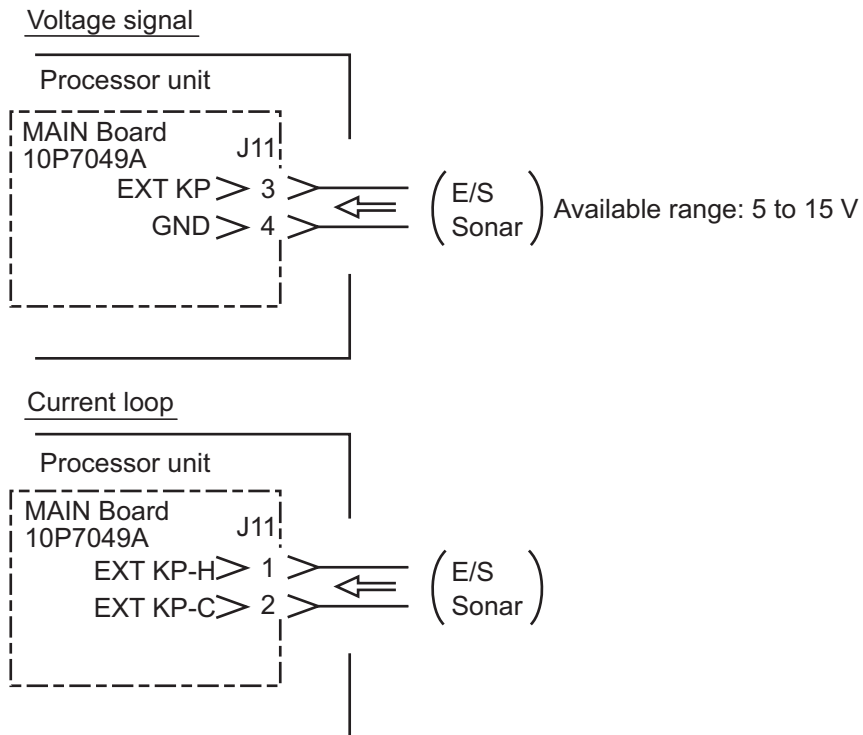 Voltage signal
Processor unit
MAIN Board
10P7049A
J11
EXT KP 3
GND 4
E/S
Sonar
Available range: 5 to 15 V
Current loop
Processor unit
MAIN Board
10P7049A
J11
EXT KP-H 1
EXT KP-C 2
E/S
Sonar